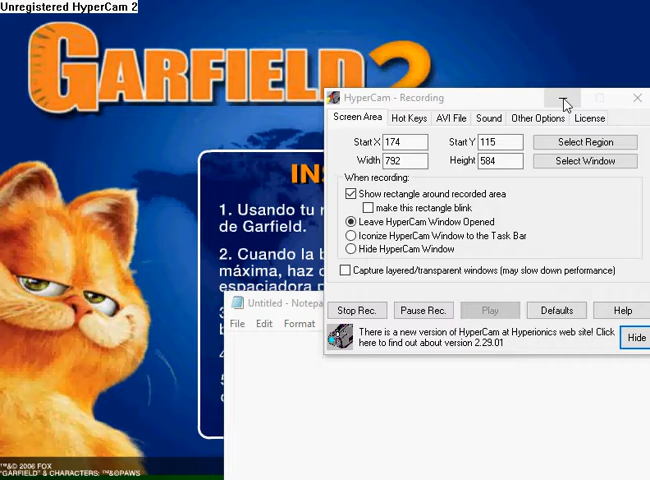 Unregistered HyperCam 2
GARFIELD 2
HyperCam - Recording
Screen Area
Hot Keys
AVI File
Sound
Other Options
License
Start X
174
Start Y
115
Select Region
Width
792
Height
584
Select Window
When recording:
Show rectangle around recorded area
make this rectangle blink
Leave HyperCam Window Opened
Iconize HyperCam Window to the Task Bar
Hide HyperCam Window
Capture layered/transparent windows (may slow down performance)
Stop Rec.
Pause Rec.
Play
Defaults
Help
There is a new version of HyperCam at Hyperionics web site! Click
here to find out about version 2.29.01
Hide
1. Usando tu
de Garfield.
2. Cuando la
máxima, haz
espaciadora
Untitled - Notepa
File
Edit
Format
™&© 2006 FOX
"GARFIELD" & CHARACTERS: ™&©PAWS